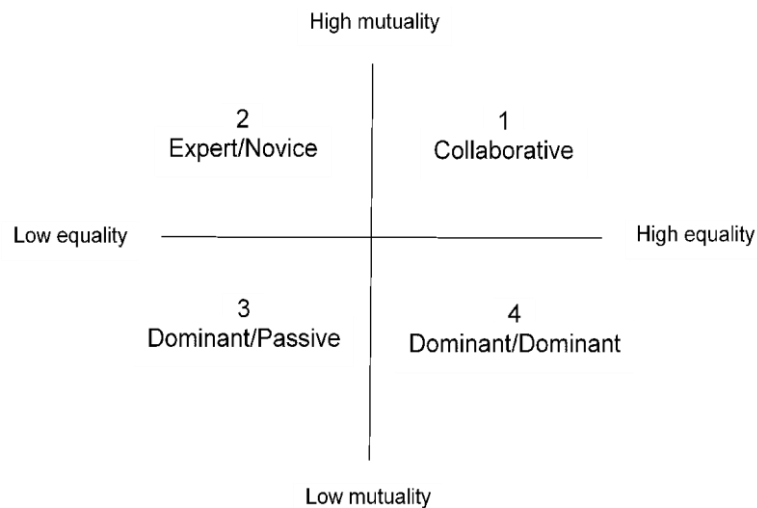 High mutuality
2
Expert/Novice
1
Collaborative
Low equality
High equality
3
Dominant/Passive
4
Dominant/Dominant
Low mutuality